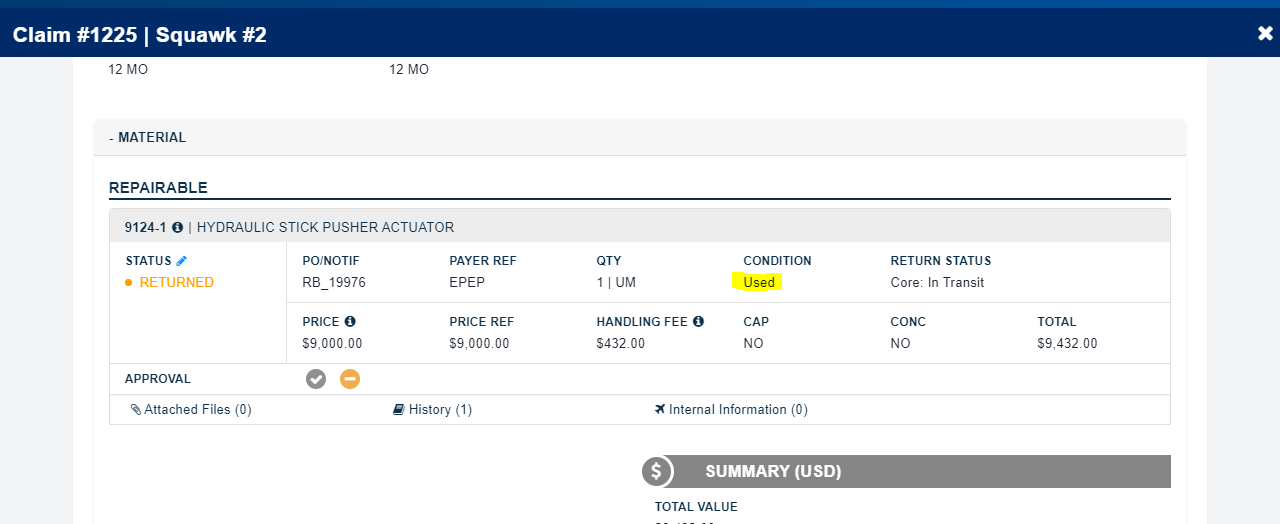 Claim #1225 | Squawk #2
12 MO 12 MO
- MATERIAL
REPAIRABLE
9124-1 | HYDRAULIC STICK PUSHER ACTUATOR
STATUS PO/NOTIF PAYER REF QTY CONDITION RETURN STATUS
RETURNED RB_19976 EPEP 1 | UM Used Core: In Transit
PRICE PRICE REF HANDLING FEE CAP CONC TOTAL
$9,000.00 $9,000.00 $432.00 NO NO $9,432.00
APPROVAL
Attached Files (0) History (1) Internal Information (0)
$ SUMMARY (USD)
TOTAL VALUE